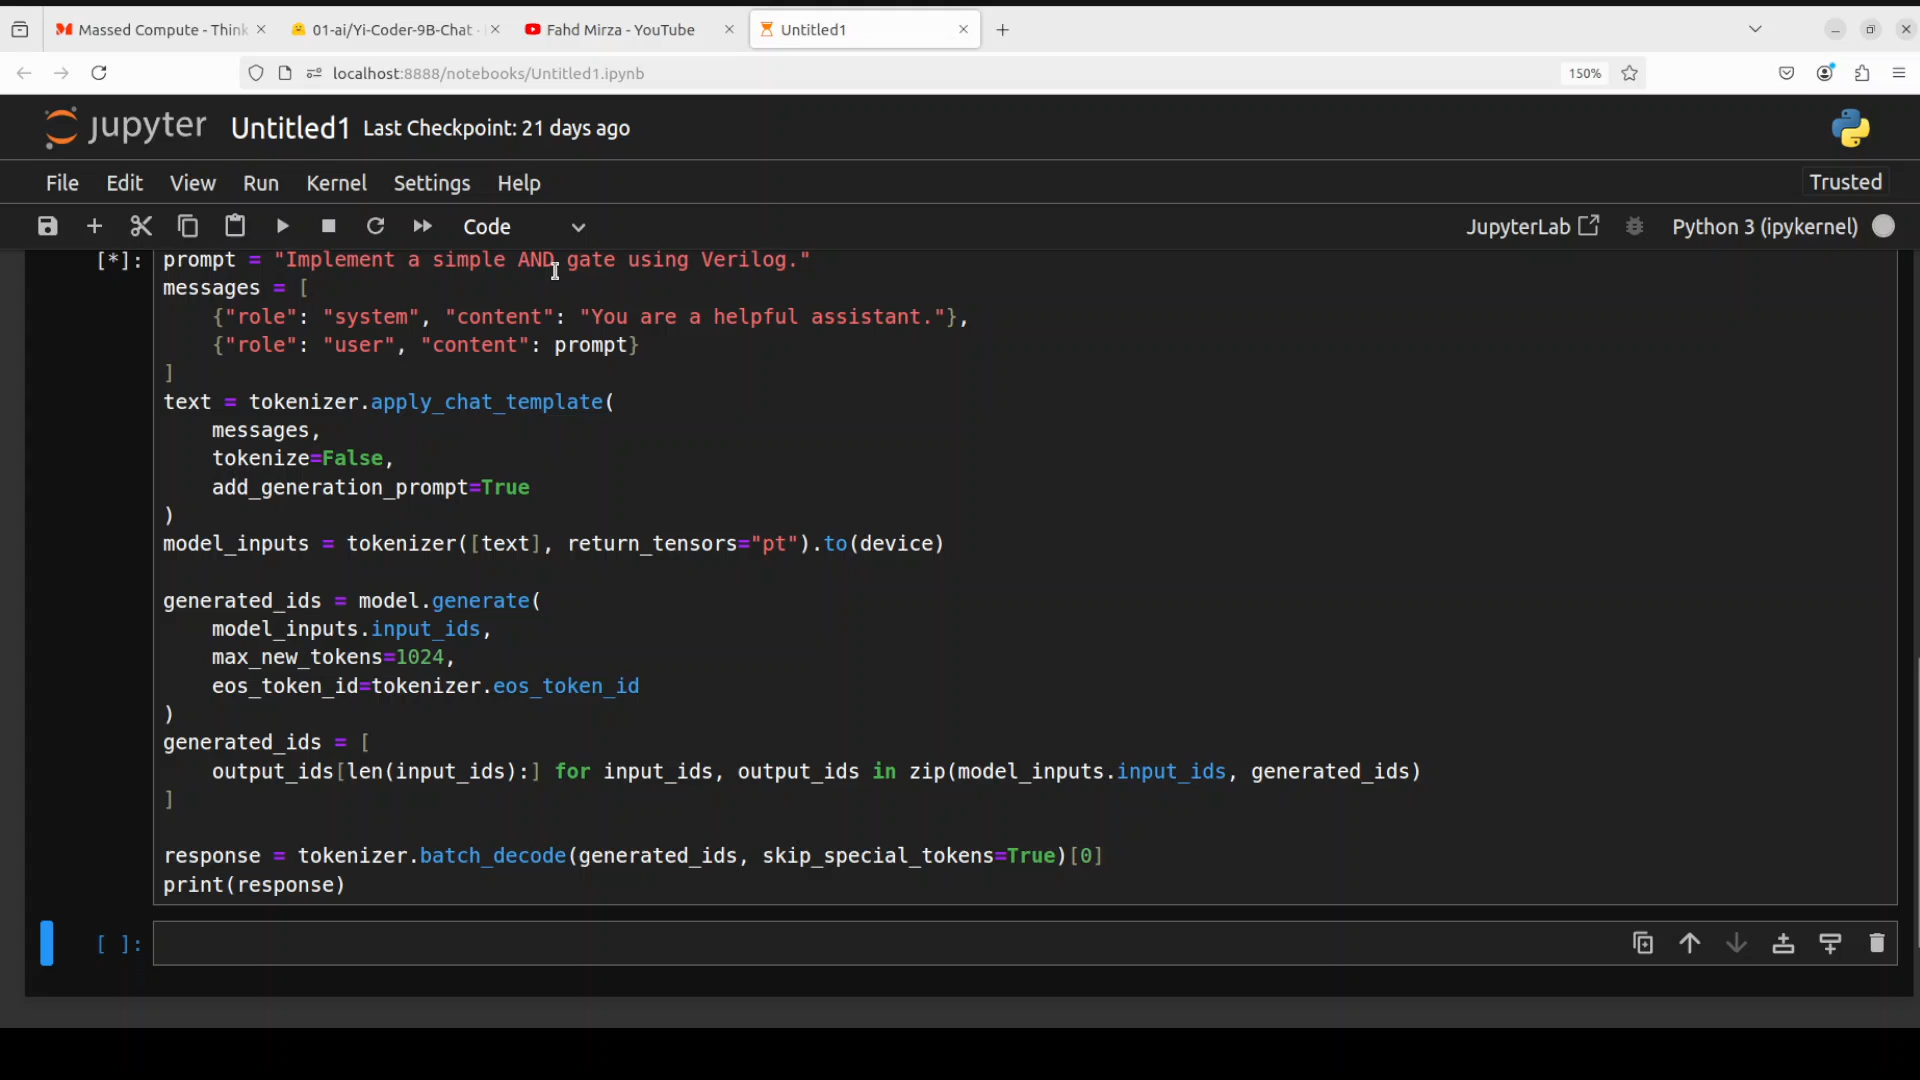 Massed Compute - Think
01-ai/Yi-Coder-9B-Chat -
Fahd Mirza - YouTube
Untitled1
localhost:8888/notebooks/Untitled1.ipynb
150%
jupyter
Untitled1
Last Checkpoint: 21 days ago
File Edit View Run Kernel Settings Help
Trusted
Code
JupyterLab
Python 3 (ipykernel)
[*]:
prompt = "Implement a simple AND gate using Verilog."
messages = [
    {"role": "system", "content": "You are a helpful assistant."},
    {"role": "user", "content": prompt}
]
text = tokenizer.apply_chat_template(
    messages,
    tokenize=False,
    add_generation_prompt=True
)
model_inputs = tokenizer([text], return_tensors="pt").to(device)
generated_ids = model.generate(
    model_inputs.input_ids,
    max_new_tokens=1024,
    eos_token_id=tokenizer.eos_token_id
)
generated_ids = [
    output_ids[len(input_ids):] for input_ids, output_ids in zip(model_inputs.input_ids, generated_ids)
]
response = tokenizer.batch_decode(generated_ids, skip_special_tokens=True)[0]
print(response)
[ ]: